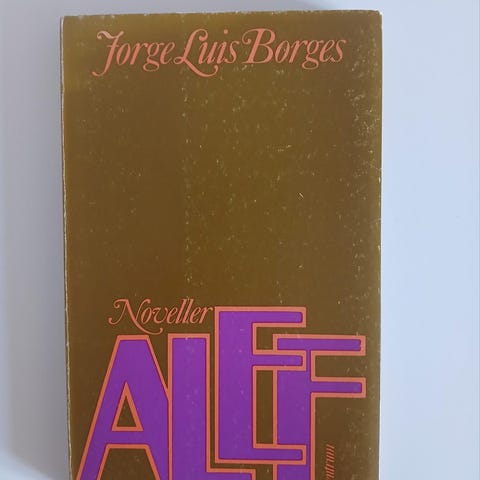 Jorge Luis Borges
Noveller
ALEF